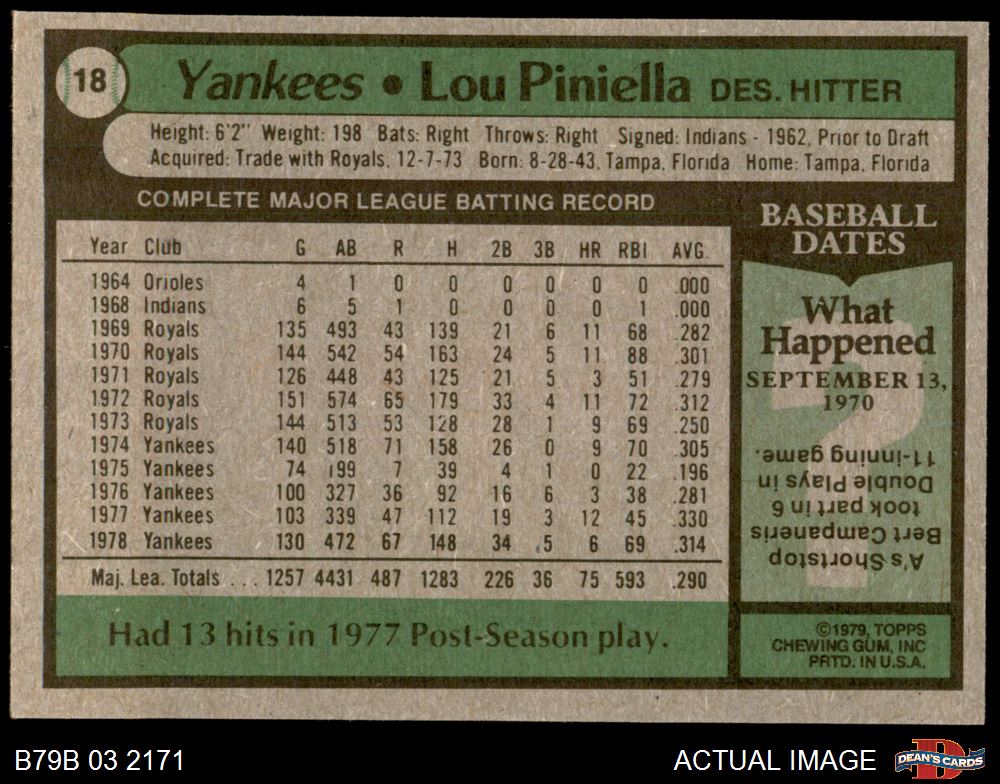 18
Yankees • Lou Piniella DES. HITTER
Height: 6'2" Weight: 198 Bats: Right Throws: Right Signed: Indians - 1962, Prior to Draft
Acquired: Trade with Royals, 12-7-73 Born: 8-28-43, Tampa, Florida Home: Tampa, Florida
COMPLETE MAJOR LEAGUE BATTING RECORD
Year Club G AB R H 2B 3B HR RBI AVG.
1964 Orioles 4 1 0 0 0 0 0 0 .000
1968 Indians 6 5 1 0 0 0 0 1 .000
1969 Royals 135 493 43 139 21 6 11 68 .282
1970 Royals 144 542 54 163 24 5 11 88 .301
1971 Royals 126 448 43 125 21 5 3 51 .279
1972 Royals 151 574 65 179 33 4 11 72 .312
1973 Royals 144 513 53 128 28 1 9 69 .250
1974 Yankees 140 518 71 158 26 0 9 70 .305
1975 Yankees 74 199 7 39 4 1 0 22 .196
1976 Yankees 100 327 36 92 16 6 3 38 .281
1977 Yankees 103 339 47 112 19 3 12 45 .330
1978 Yankees 130 472 67 148 34 5 6 69 .314
Maj. Lea. Totals ... 1257 4431 487 1283 226 36 75 593 .290
Had 13 hits in 1977 Post-Season play.
BASEBALL
DATES
What
Happened
SEPTEMBER 13,
1970
?
A's Shortstop
Bert Campaneris
took part in 6
Double Plays in
11-inning game.
©1979, TOPPS
CHEWING GUM, INC
PRTD. IN U.S.A.
B79B 03 2171
ACTUAL IMAGE
D
DEAN'S CARDS